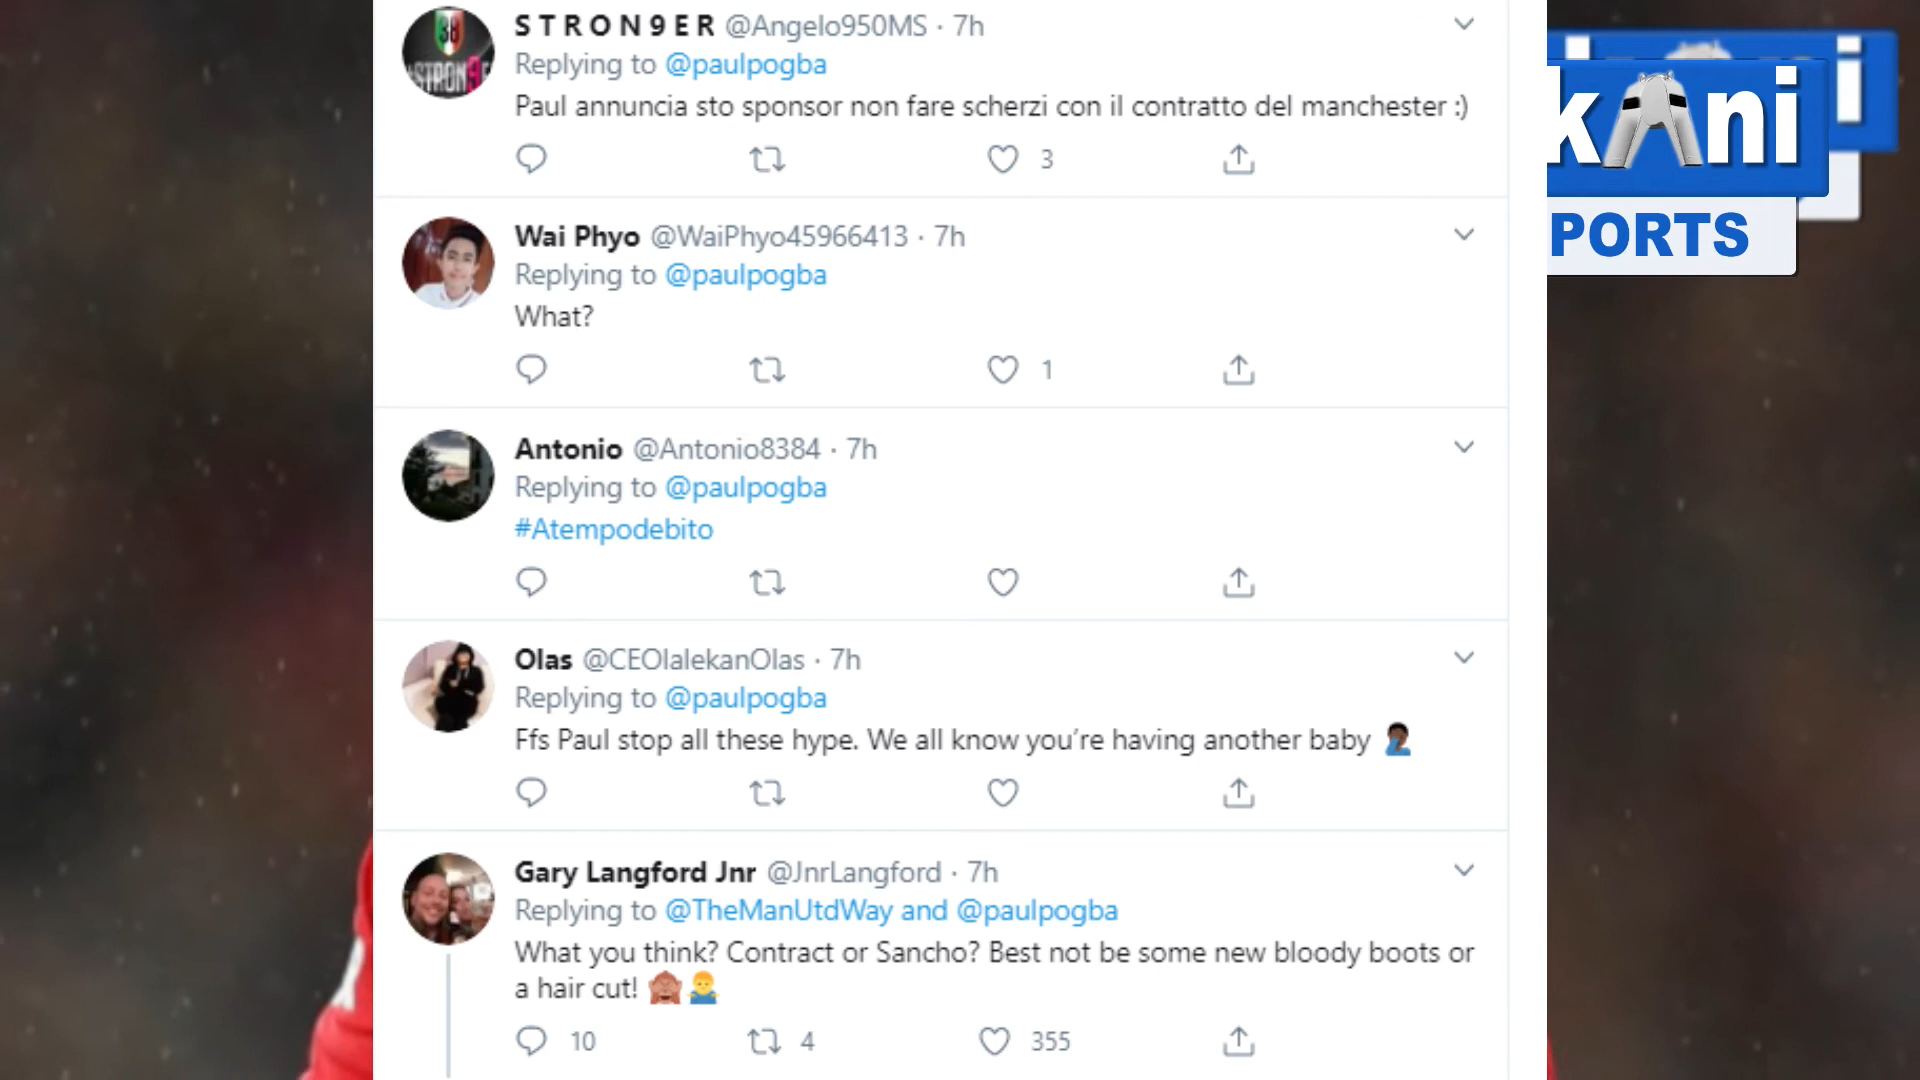 STRON9ER @Angelo950MS · 7h
Replying to @paulpogba
Paul annuncia sto sponsor non fare scherzi con il contratto del manchester :)
3
Wai Phyo @WaiPhyo45966413 · 7h
Replying to @paulpogba
What?
1
Antonio @Antonio8384 · 7h
Replying to @paulpogba
#Atempodebito
Olas @CEOlalekanOlas · 7h
Replying to @paulpogba
Ffs Paul stop all these hype. We all know you’re having another baby 🤦🏿‍♂️
Gary Langford Jnr @JnrLangford · 7h
Replying to @TheManUtdWay and @paulpogba
What you think? Contract or Sancho? Best not be some new bloody boots or
a hair cut! 🙈🤷‍♂️
10 4 355
kAni
PORTS